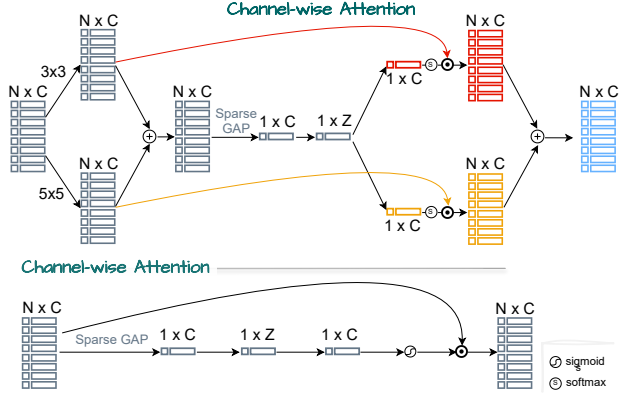 Channel-wise Attention
N x C
N x C
3x3
5x5
N x C
N x C
Sparse
GAP
1 x C
1 x Z
1 x C
S
1 x C
S
N x C
N x C
N x C
Channel-wise Attention
N x C
Sparse GAP
1 x C
1 x Z
1 x C
N x C
sigmoid
s
S softmax